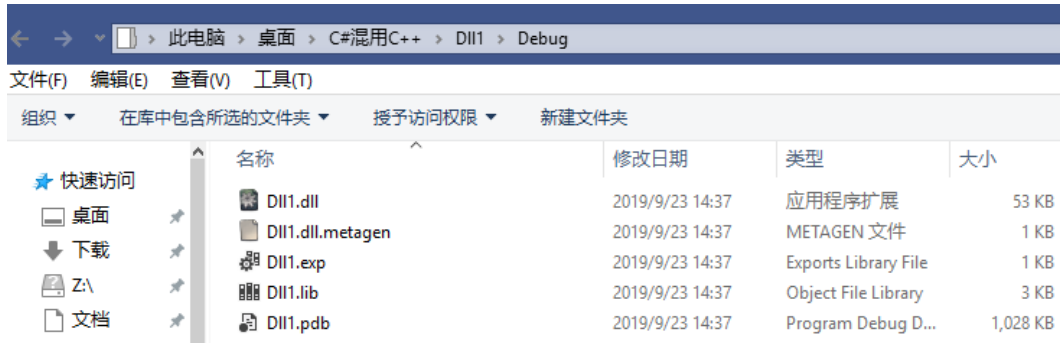 此电脑 › 桌面 › C#混用C++ › Dll1 › Debug
文件(F) 编辑(E) 查看(V) 工具(T)
组织 在库中包含所选的文件夹 授予访问权限 新建文件夹
名称 修改日期 类型 大小
快速访问
桌面
下载
Z:\
文档
Dll1.dll 2019/9/23 14:37 应用程序扩展 53 KB
Dll1.dll.metagen 2019/9/23 14:37 METAGEN 文件 1 KB
Dll1.exp 2019/9/23 14:37 Exports Library File 1 KB
Dll1.lib 2019/9/23 14:37 Object File Library 3 KB
Dll1.pdb 2019/9/23 14:37 Program Debug D... 1,028 KB